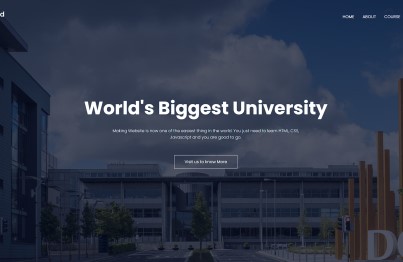 d
HOME ABOUT COURSE
World's Biggest University
Making Website is now one of the easiest thing in the world. You just need to learn HTML, CSS,
Javascript and you are good to go.
Visit us to know More
DC